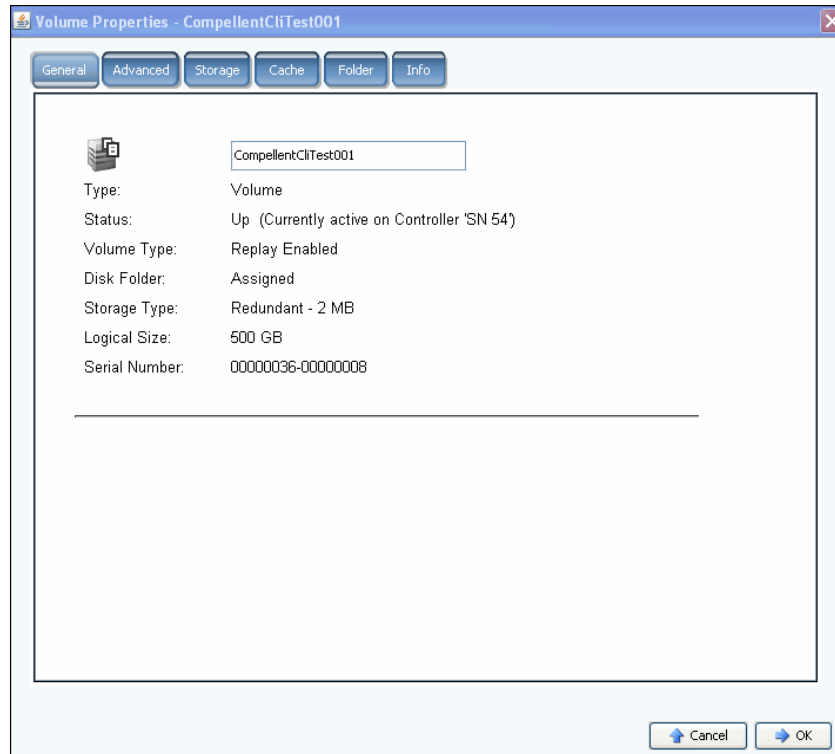 Volume Properties - CompellentCliTest001
General Advanced Storage Cache Folder Info
CompellentCliTest001
Type: Volume
Status: Up (Currently active on Controller 'SN 54')
Volume Type: Replay Enabled
Disk Folder: Assigned
Storage Type: Redundant - 2 MB
Logical Size: 500 GB
Serial Number: 00000036-00000008
Cancel OK